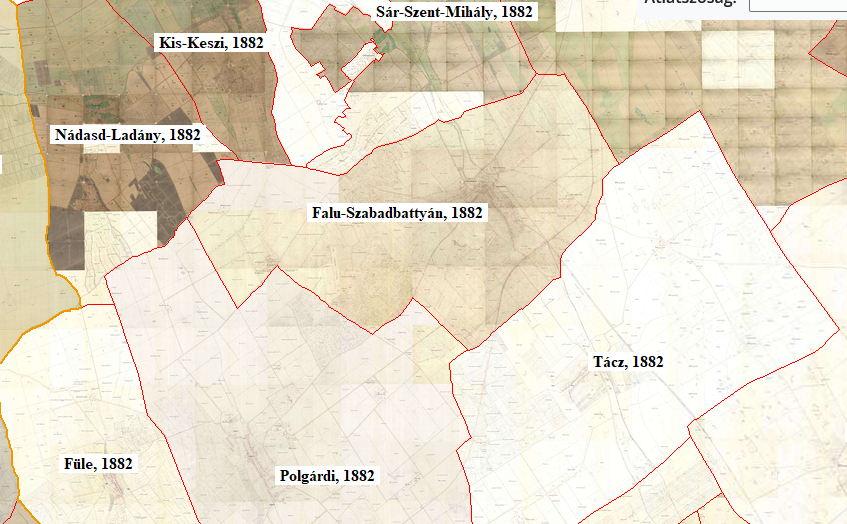 Átlátszóság:
Sár-Szent-Mihály, 1882
Kis-Keszi, 1882
Nádasd-Ladány, 1882
Falu-Szabadbattyán, 1882
Tácz, 1882
Füle, 1882
Polgárdi, 1882